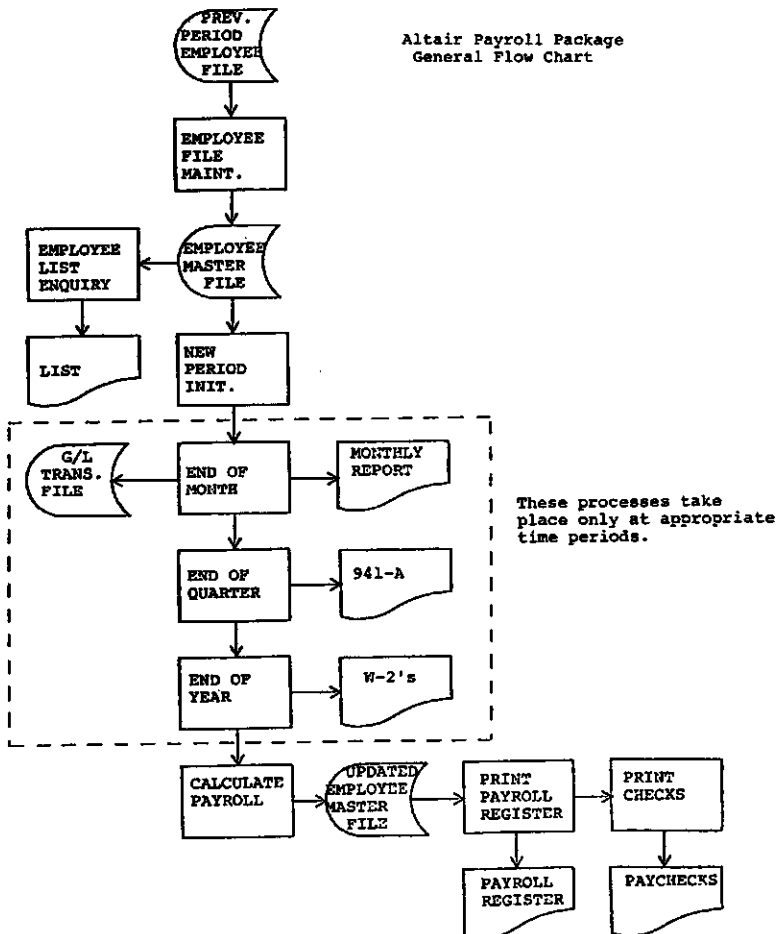 PREV.
PERIOD
EMPLOYEE
FILE
Altair Payroll Package
General Flow Chart
EMPLOYEE
FILE
MAINT.
EMPLOYEE
LIST
ENQUIRY
EMPLOYEE
MASTER
FILE
LIST
NEW
PERIOD
INIT.
G/L
TRANS.
FILE
END OF
MONTH
MONTHLY
REPORT
These processes take
place only at appropriate
time periods.
END OF
QUARTER
941-A
END OF
YEAR
W-2's
CALCULATE
PAYROLL
UPDATED
EMPLOYEE
MASTER
FILE
PRINT
PAYROLL
REGISTER
PRINT
CHECKS
PAYROLL
REGISTER
PAYCHECKS